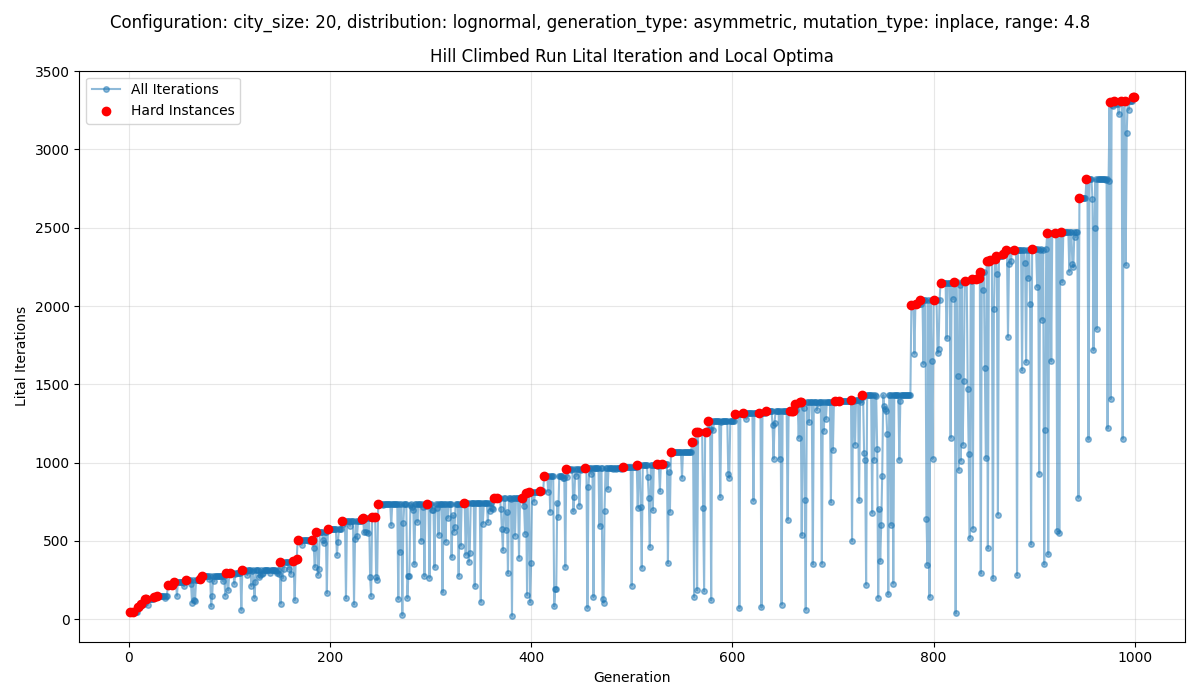 Configuration: city_size: 20, distribution: lognormal, generation_type: asymmetric, mutation_type: inplace, range: 4.8
Hill Climbed Run Lital Iteration and Local Optima
All Iterations
Hard Instances
Lital Iterations
3500
3000
2500
2000
1500
1000
500
0
0
200
400
600
800
1000
Generation